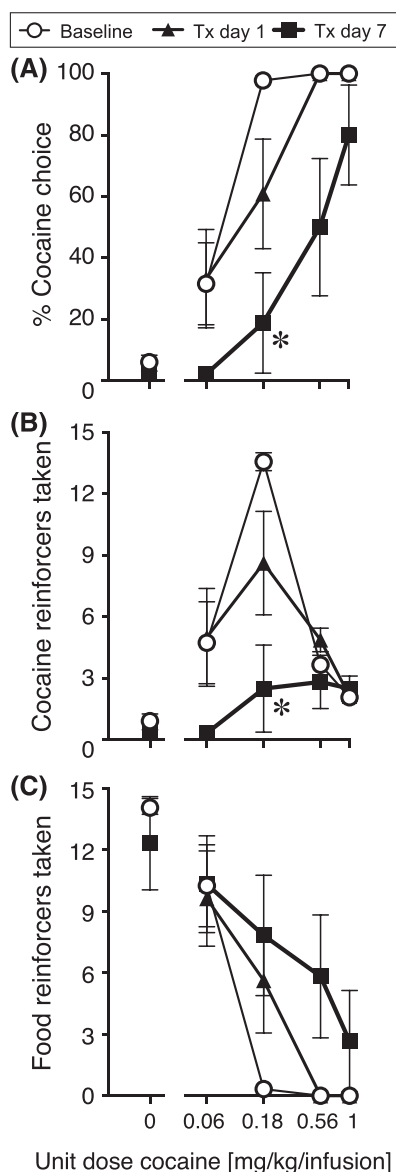 Baseline Tx day 1 Tx day 7
(A)
% Cocaine choice
100
80
60
40
20
0
*
(B)
Cocaine reinforcers taken
15
12
9
6
3
0
*
(C)
Food reinforcers taken
15
12
9
6
3
0
0 0.06 0.18 0.56 1
Unit dose cocaine [mg/kg/infusion]